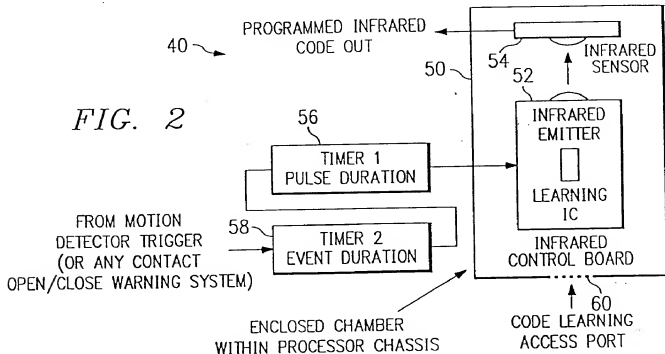 40
PROGRAMMED INFRARED
CODE OUT
54
INFRARED
SENSOR
50
52
FIG. 2
56
TIMER 1
PULSE DURATION
INFRARED
EMITTER
LEARNING
IC
FROM MOTION
DETECTOR TRIGGER
(OR ANY CONTACT
OPEN/CLOSE WARNING SYSTEM)
58
TIMER 2
EVENT DURATION
INFRARED
CONTROL BOARD
60
ENCLOSED CHAMBER
WITHIN PROCESSOR CHASSIS
CODE LEARNING
ACCESS PORT